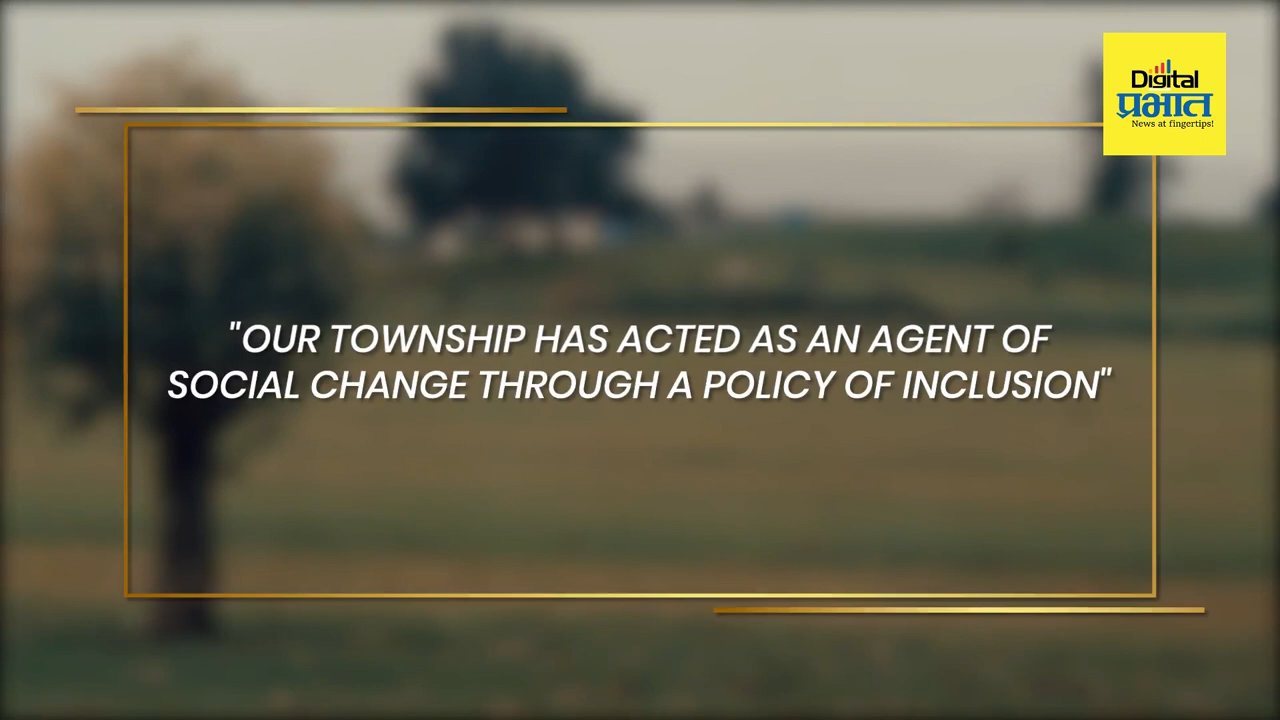 Digital
प्रभात
News at fingertips!
"OUR TOWNSHIP HAS ACTED AS AN AGENT OF
SOCIAL CHANGE THROUGH A POLICY OF INCLUSION"